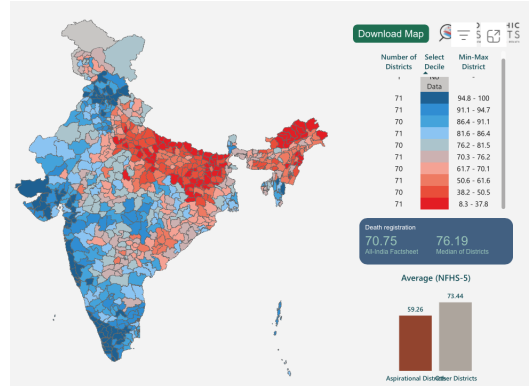 Download Map
Number of Districts
Select Decile
Min-Max District
No Data
71 94.8 - 100
71 91.1 - 94.7
70 86.4 - 91.1
71 81.6 - 86.4
70 76.2 - 81.5
71 70.3 - 76.2
70 61.7 - 70.1
71 50.6 - 61.6
70 38.2 - 50.5
71 8.3 - 37.8
Death registration
70.75 76.19
All-India Factsheet Median of Districts
Average (NFHS-5)
73.44
59.26
Aspirational Other Districts